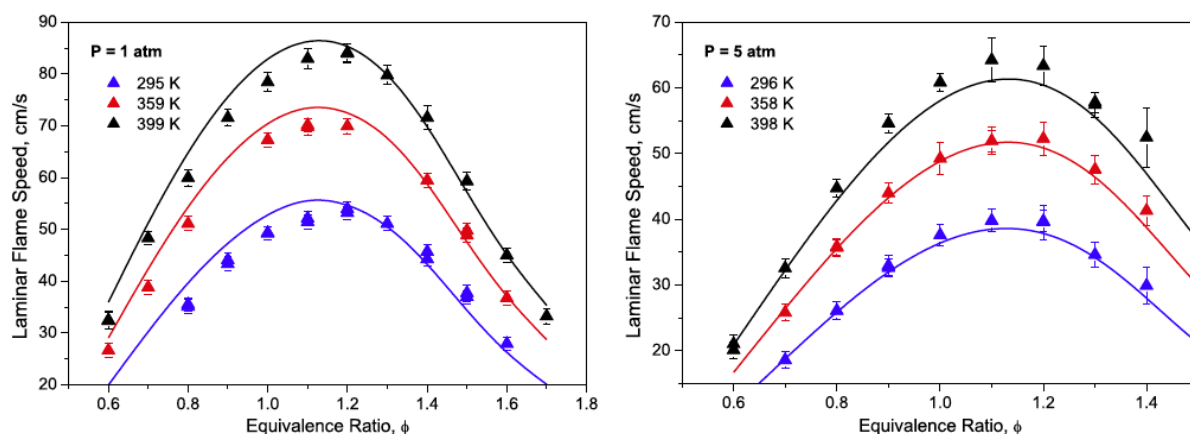 90
80
70
60
50
40
30
20
0.6 0.8 1.0 1.2 1.4 1.6 1.8
Laminar Flame Speed, cm/s
Equivalence Ratio, ϕ
P = 1 atm
295 K
359 K
399 K
70
60
50
40
30
20
0.6 0.8 1.0 1.2 1.4
Laminar Flame Speed, cm/s
Equivalence Ratio, ϕ
P = 5 atm
296 K
358 K
398 K